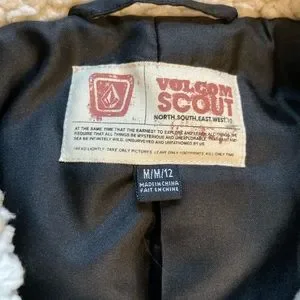 VOLCOM
SCOUT
NORTH, SOUTH, EAST, WEST
AT THE SAME TIME THAT THE EARNEST TO EXPLORE AND LEARN ALL THINGS, WE
REQUIRE THAT ALL THINGS BE MYSTERIOUS AND UNEXPLORABLE, THAT LAND AND
SEA BE INFINITELY WILD, UNSURVEYED AND UNFATHOMED BY US
TREAD LIGHTLY, TAKE ONLY PICTURES, LEAVE ONLY FOOTPRINTS, KILL ONLY TIME
M/M/12
MADE IN CHINA
FAIT EN CHINE